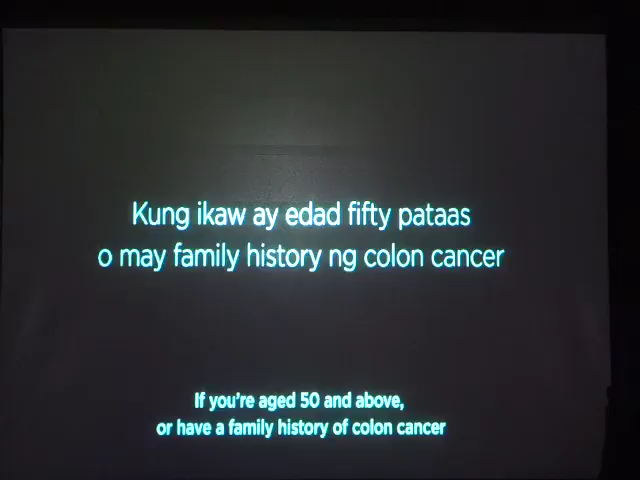 Kung ikaw ay edad fifty pataas
o may family history ng colon cancer
If you're aged 50 and above,
or have a family history of colon cancer